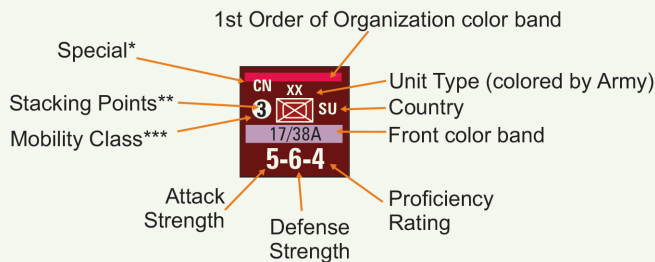 1st Order of Organization color band
Special*
CN
XX
Unit Type (colored by Army)
Stacking Points**
3
SU
Country
Mobility Class***
17/38A
Front color band
5-6-4
Attack
Strength
Defense
Strength
Proficiency
Rating